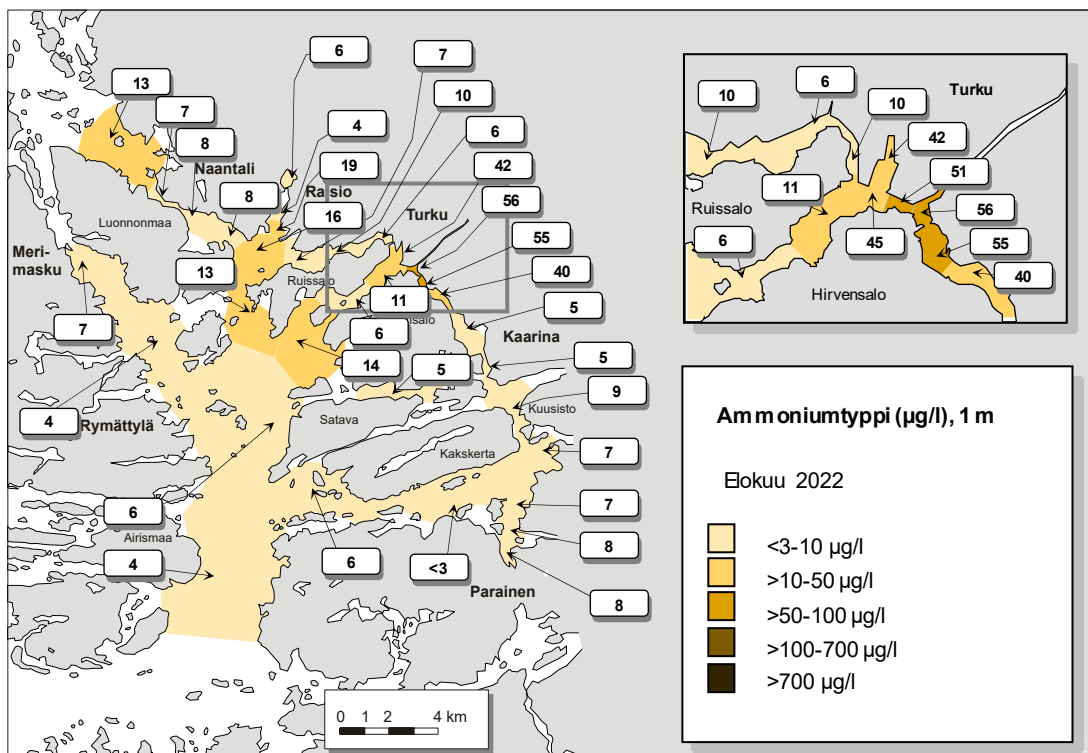 6
7
13
10
7
4
6
8
Naantali
19
42
8
Raisio
16
Turku
56
Luonnonmaa
55
Meri-
masku
13
Ruissalo
40
11
5
7
6
Kaarina
14
5
5
4
Rymättylä
Satava
9
Kuusisto
Kakskerta
7
6
7
Airismaa
4
6
<3
8
Parainen
8
0 1 2 4 km
6
10
10
Turku
42
51
11
Ruissalo
56
6
45
55
40
Hirvensalo
Ammoniumtyppi (µg/l), 1 m
Elokuu 2022
<3-10 µg/l
>10-50 µg/l
>50-100 µg/l
>100-700 µg/l
>700 µg/l